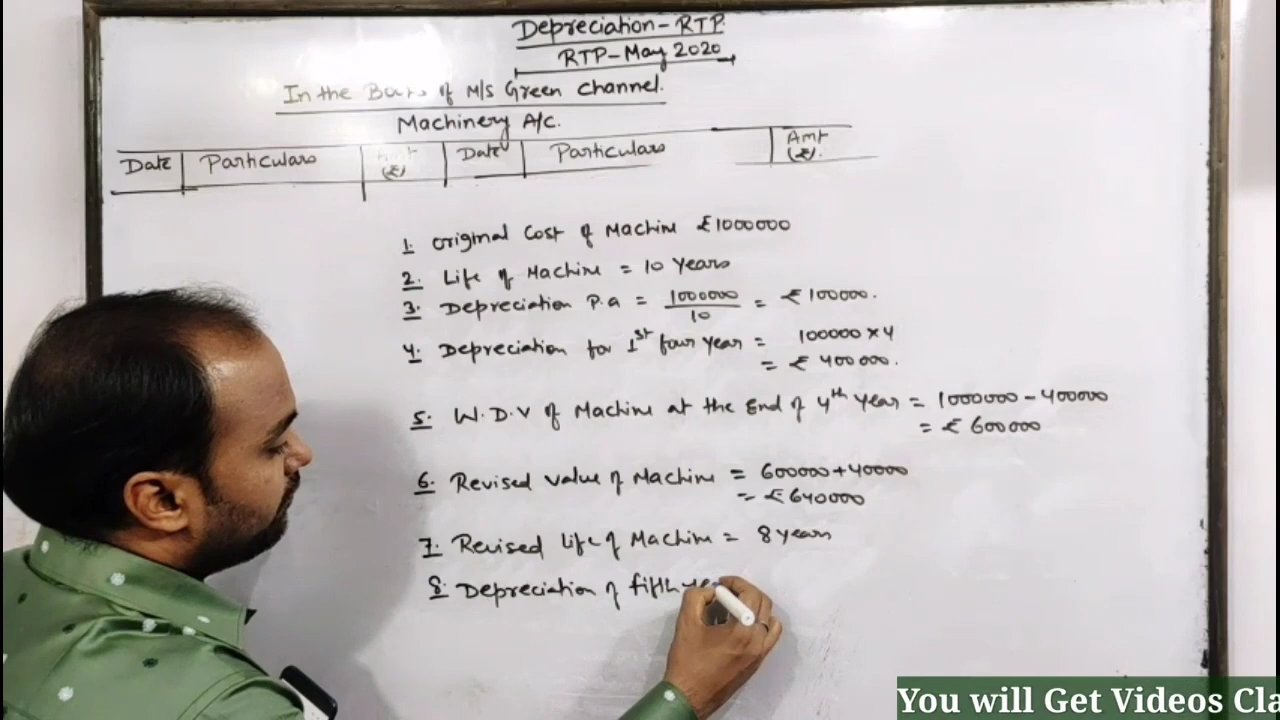 Depreciation-RTP.
RTP-May 2020
In the Books of M/S Green Channel.
Machinery A/c.
Date Particulars Amt (₹) Date Particulars Amt (₹).
1. Original Cost of Machine ₹1000000
2. Life of Machine = 10 Years
3. Depreciation P.a = 1000000/10 = ₹100000.
4. Depreciation for 1st four year = 100000×4
= ₹400000.
5. W.D.V of Machine at the End of 4th year = 1000000-400000
= ₹600000
6. Revised value of Machine = 600000+40000
= ₹640000
7. Revised Life of Machine = 8 years
8. Depreciation of fifth
You will Get Videos Cla